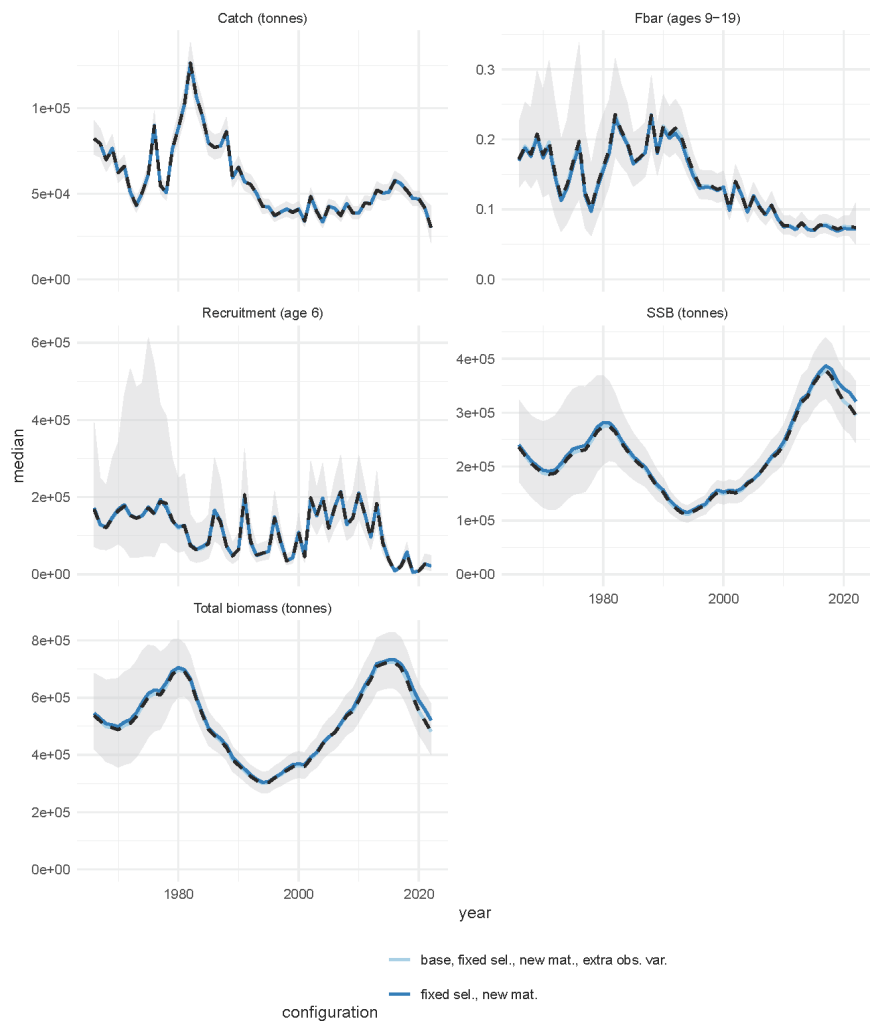 Catch (tonnes)
Fbar (ages 9−19)
1e+05
5e+04
0e+00
0.3
0.2
0.1
0.0
Recruitment (age 6)
SSB (tonnes)
6e+05
4e+05
2e+05
0e+00
4e+05
3e+05
2e+05
1e+05
0e+00
1980
2000
2020
median
Total biomass (tonnes)
8e+05
6e+05
4e+05
2e+05
0e+00
1980
2000
2020
year
base, fixed sel., new mat., extra obs. var.
fixed sel., new mat.
configuration